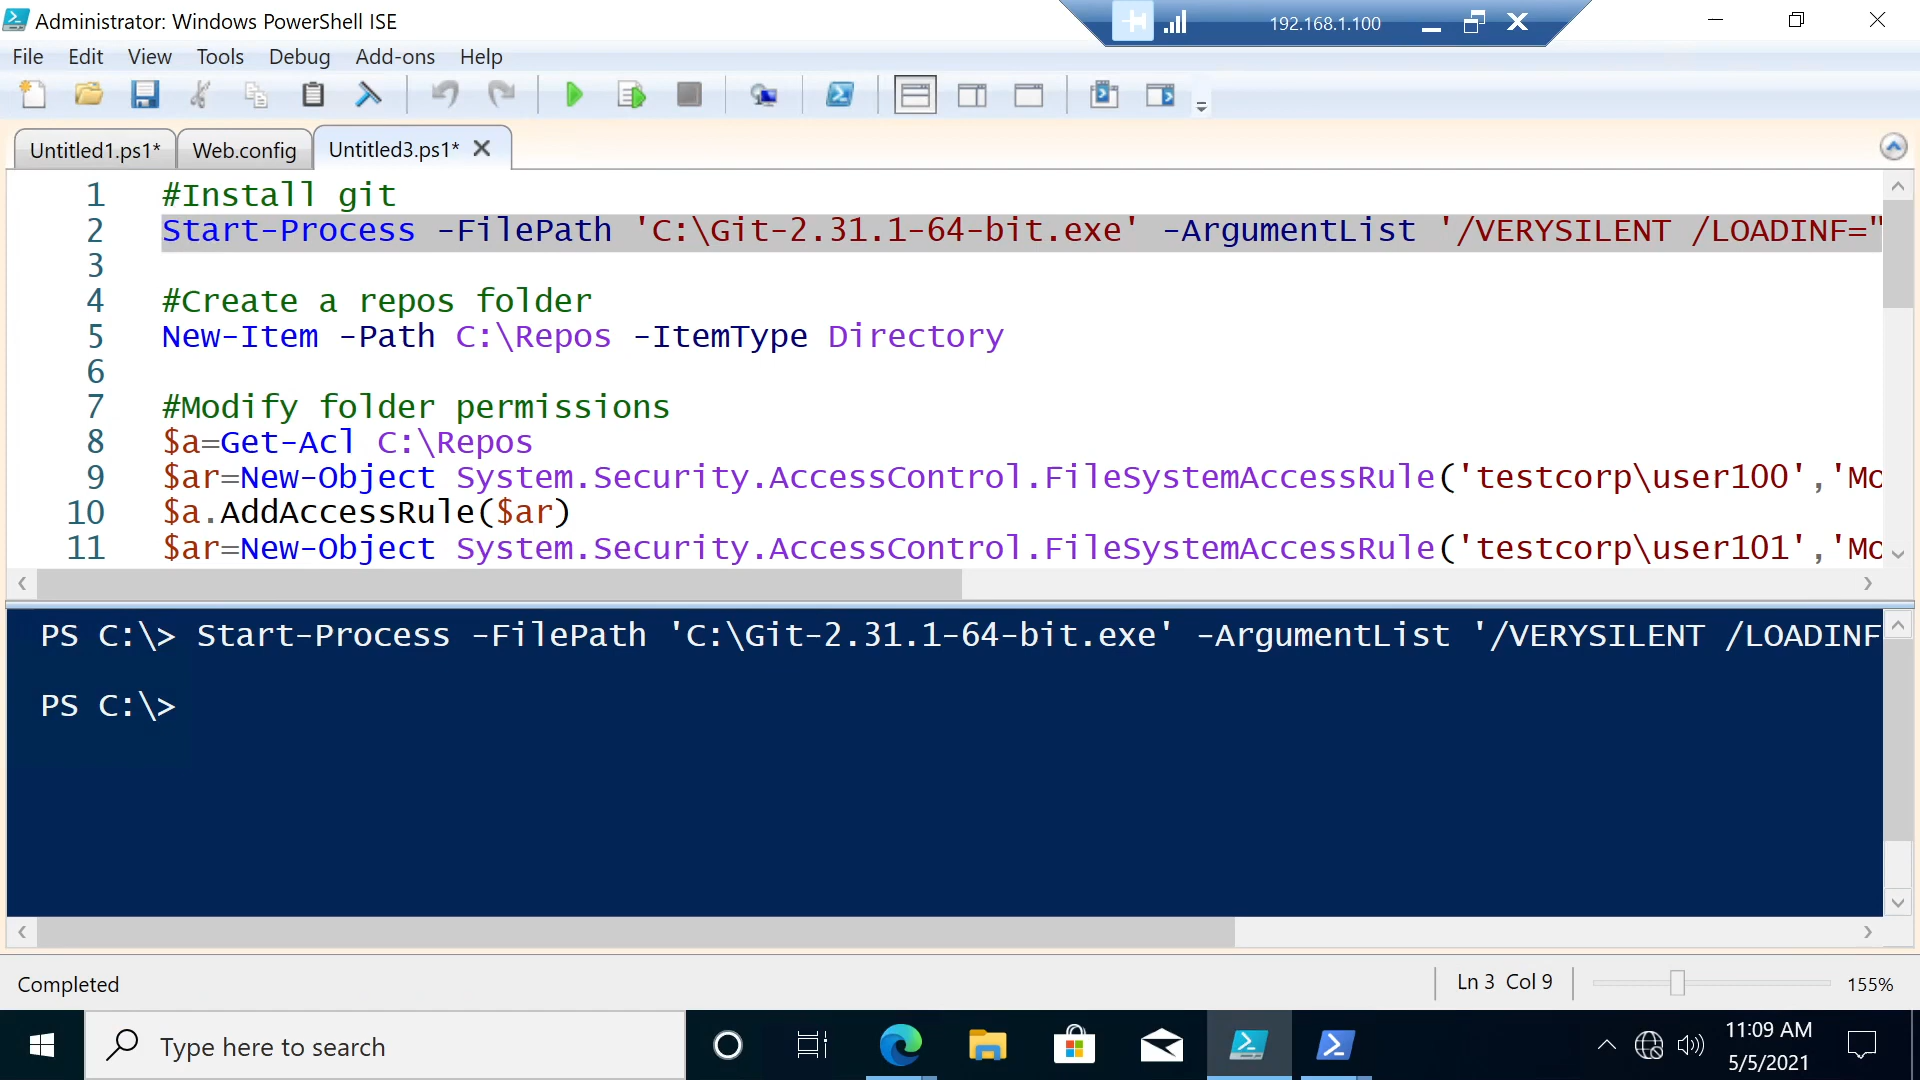 Administrator: Windows PowerShell ISE
192.168.1.100
File Edit View Tools Debug Add-ons Help
Untitled1.ps1* Web.config Untitled3.ps1*
1 #Install git
2 Start-Process -FilePath 'C:\Git-2.31.1-64-bit.exe' -ArgumentList '/VERYSILENT /LOADINF="
3
4 #Create a repos folder
5 New-Item -Path C:\Repos -ItemType Directory
6
7 #Modify folder permissions
8 $a=Get-Acl C:\Repos
9 $ar=New-Object System.Security.AccessControl.FileSystemAccessRule('testcorp\user100','Mo
10 $a.AddAccessRule($ar)
11 $ar=New-Object System.Security.AccessControl.FileSystemAccessRule('testcorp\user101','Mo
PS C:\> Start-Process -FilePath 'C:\Git-2.31.1-64-bit.exe' -ArgumentList '/VERYSILENT /LOADINF
PS C:\>
Completed
Ln 3 Col 9
155%
Type here to search
11:09 AM
5/5/2021